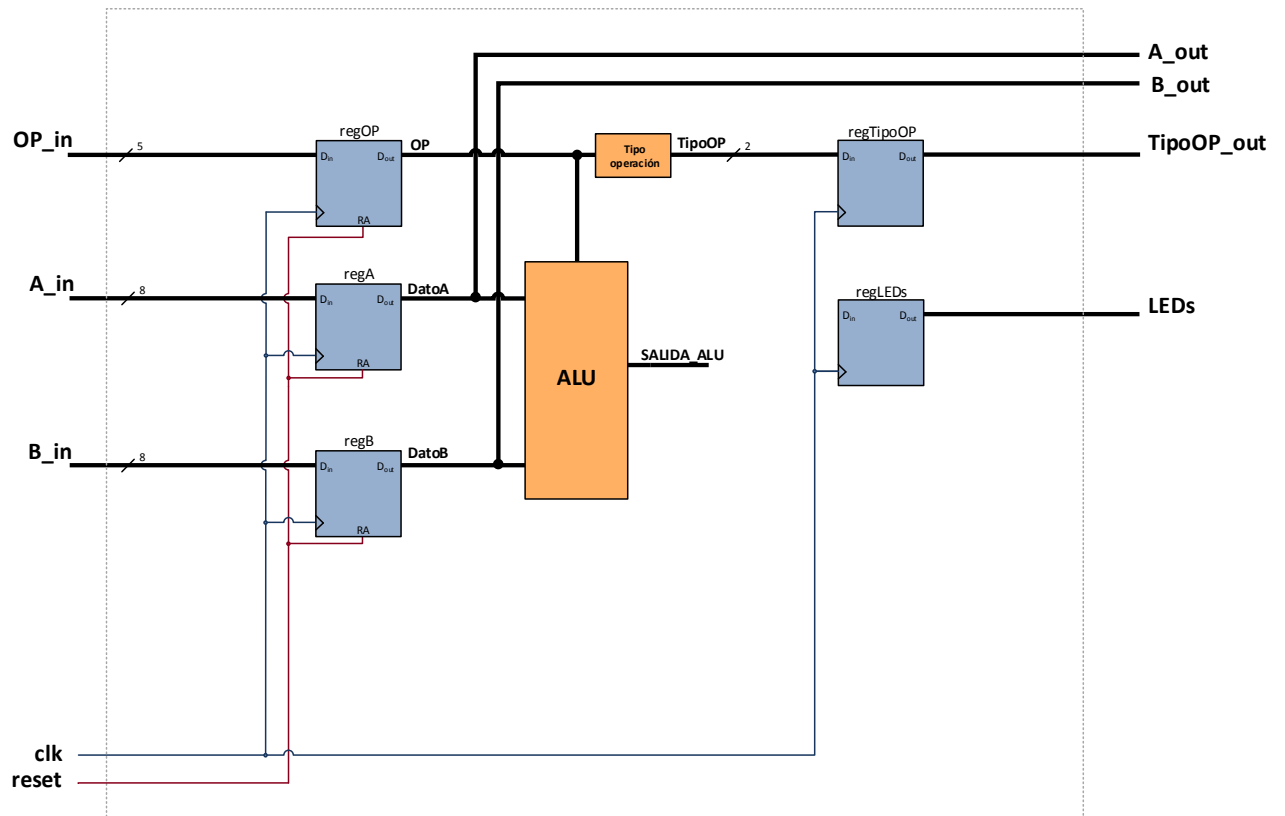 A_out
B_out
OP_in
5
regOP
Din
Dout
RA
OP
Tipo
operación
TipoOP
2
regTipoOP
Din
Dout
TipoOP_out
A_in
8
regA
Din
Dout
RA
DatoA
ALU
SALIDA_ALU
regLEDs
Din
Dout
LEDs
B_in
8
regB
Din
Dout
RA
DatoB
clk
reset